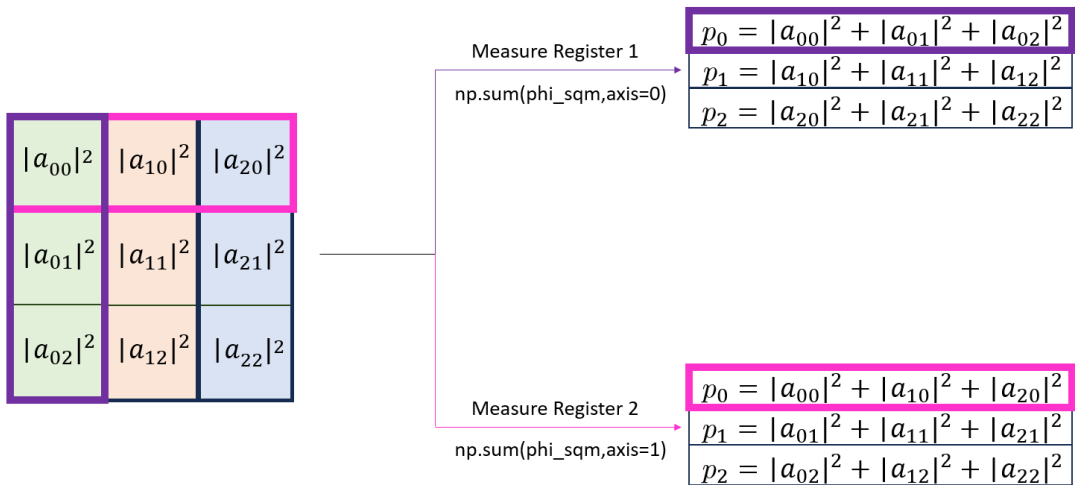 |a₀₀|² |a₁₀|² |a₂₀|²
|a₀₁|² |a₁₁|² |a₂₁|²
|a₀₂|² |a₁₂|² |a₂₂|²
Measure Register 1
np.sum(phi_sqm,axis=0)
p₀ = |a₀₀|² + |a₀₁|² + |a₀₂|²
p₁ = |a₁₀|² + |a₁₁|² + |a₁₂|²
p₂ = |a₂₀|² + |a₂₁|² + |a₂₂|²
Measure Register 2
np.sum(phi_sqm,axis=1)
p₀ = |a₀₀|² + |a₁₀|² + |a₂₀|²
p₁ = |a₀₁|² + |a₁₁|² + |a₂₁|²
p₂ = |a₀₂|² + |a₁₂|² + |a₂₂|²